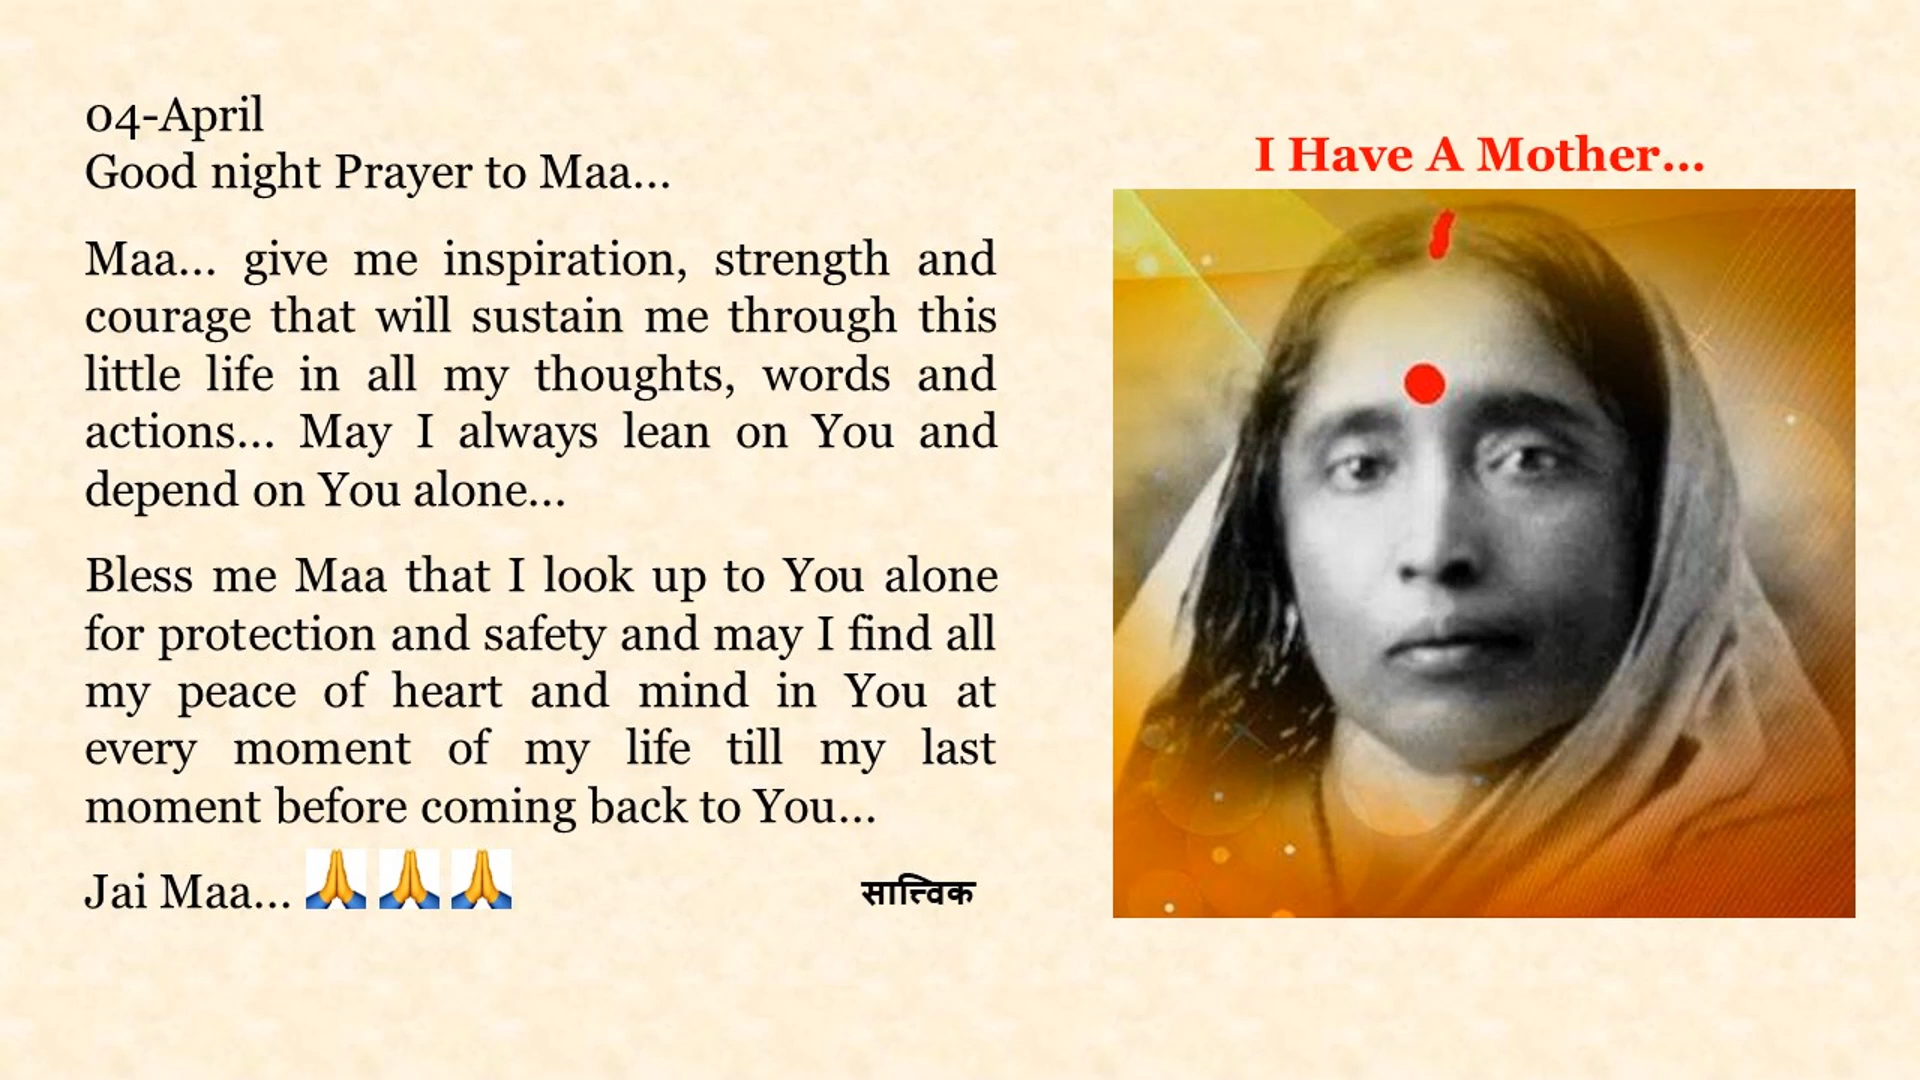 04-April
Good night Prayer to Maa...
Maa... give me inspiration, strength and
courage that will sustain me through this
little life in all my thoughts, words and
actions... May I always lean on You and
depend on You alone...
Bless me Maa that I look up to You alone
for protection and safety and may I find all
my peace of heart and mind in You at
every moment of my life till my last
moment before coming back to You...
Jai Maa... 🙏🙏🙏
सात्त्विक
I Have A Mother...